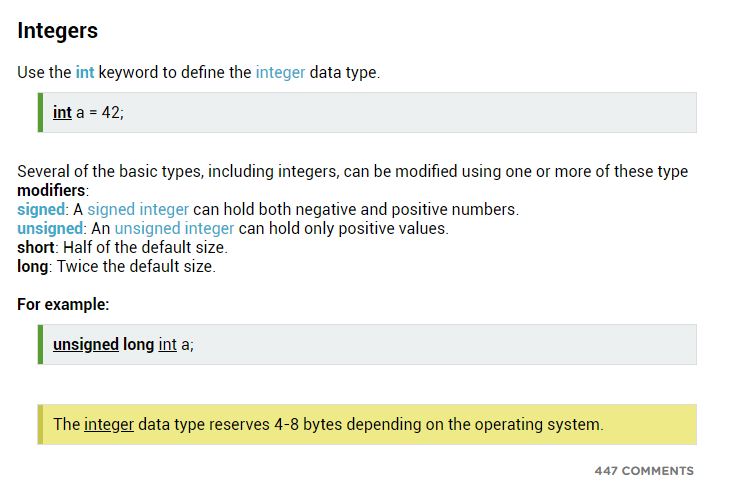 Integers
Use the int keyword to define the integer data type.
int a = 42;
Several of the basic types, including integers, can be modified using one or more of these type
modifiers:
signed: A signed integer can hold both negative and positive numbers.
unsigned: An unsigned integer can hold only positive values.
short: Half of the default size.
long: Twice the default size.
For example:
unsigned long int a;
The integer data type reserves 4-8 bytes depending on the operating system.
447 COMMENTS